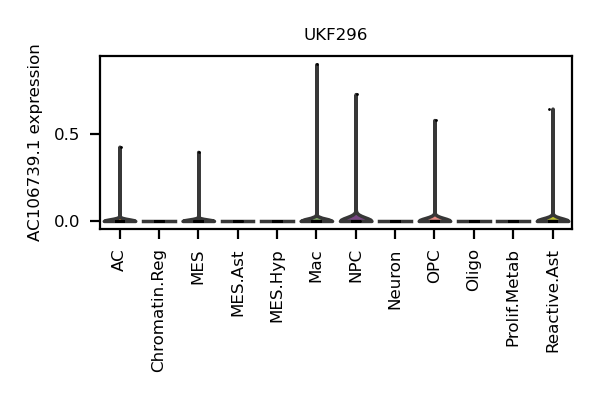 UKF296
AC106739.1 expression
0.5
0.0
AC
Chromatin.Reg
MES
MES.Ast
MES.Hyp
Mac
NPC
Neuron
OPC
Oligo
Prolif.Metab
Reactive.Ast